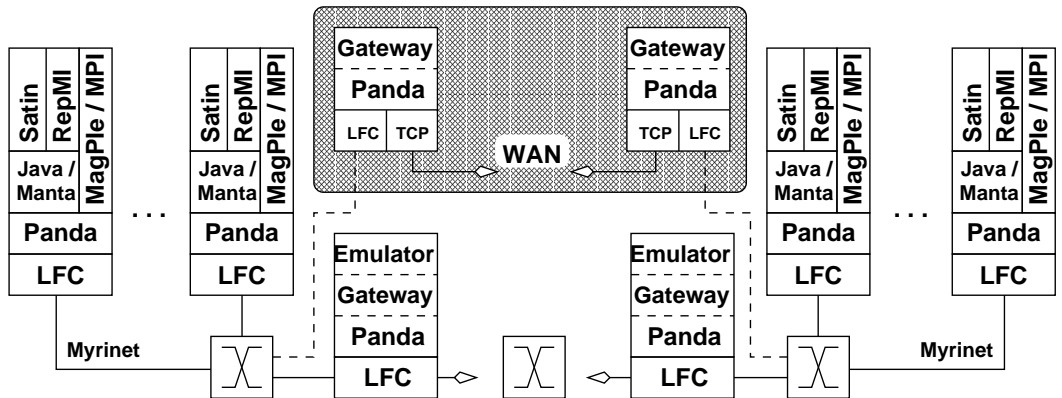 Satin
RepMI
MagPIe / MPI
Java /
Manta
Panda
LFC
. . .
Satin
RepMI
MagPIe / MPI
Java /
Manta
Panda
LFC
Gateway
Panda
LFC
TCP
WAN
Gateway
Panda
TCP
LFC
Satin
RepMI
MagPIe / MPI
Java /
Manta
Panda
LFC
. . .
Satin
RepMI
MagPIe / MPI
Java /
Manta
Panda
LFC
Myrinet
Emulator
Gateway
Panda
LFC
Emulator
Gateway
Panda
LFC
Myrinet